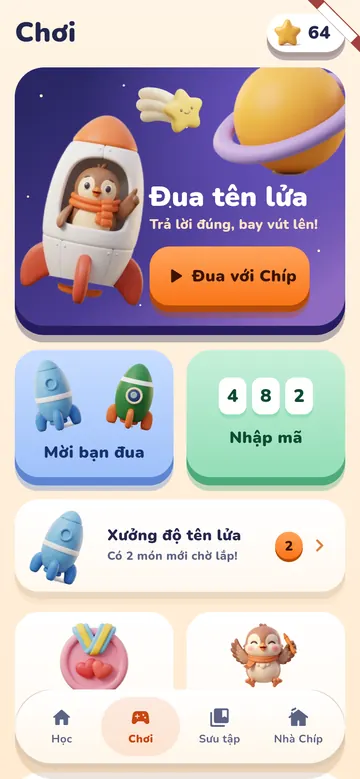 Chơi
64
Đua tên lửa
Trả lời đúng, bay vút lên!
Đua với Chíp
Mời bạn đua
4 8 2
Nhập mã
Xưởng độ tên lửa
Có 2 món mới chờ lắp!
2
Học
Chơi
Sưu tập
Nhà Chíp